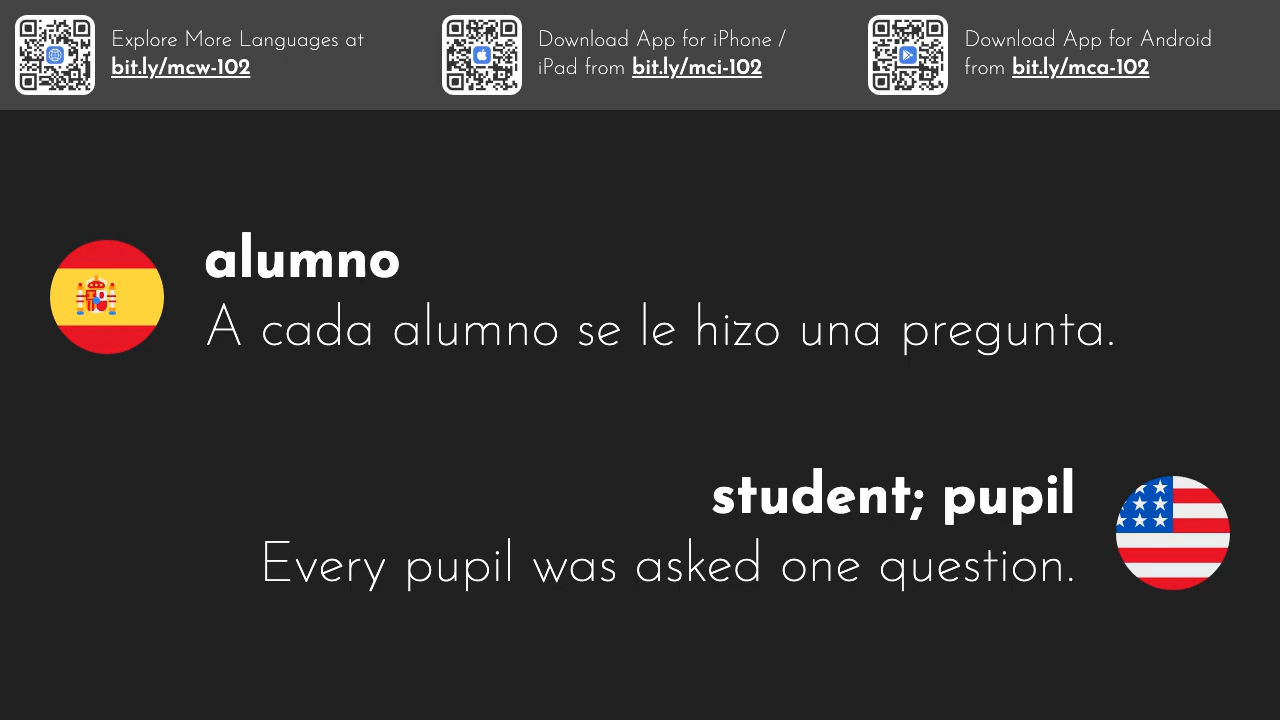 Explore More Languages at
bit.ly/mcw-102
Download App for iPhone /
iPad from bit.ly/mci-102
Download App for Android
from bit.ly/mca-102
alumno
A cada alumno se le hizo una pregunta.
student; pupil
Every pupil was asked one question.